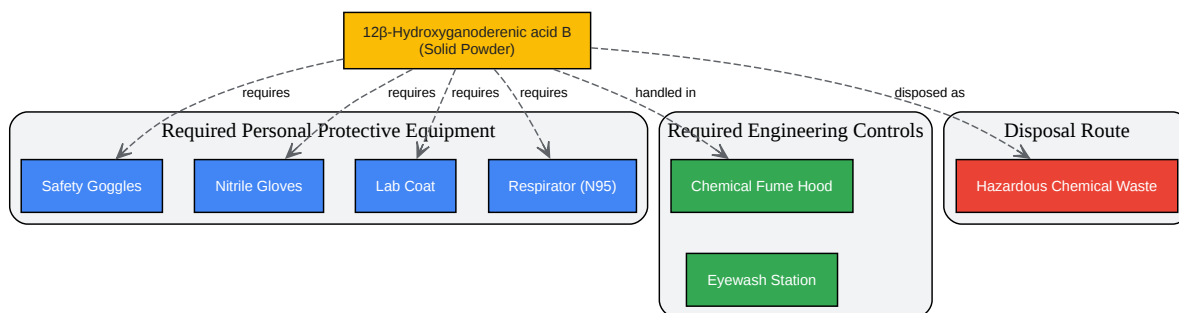 12β-Hydroxyganoderenic acid B
(Solid Powder)
requires
requires
requires
requires
handled in
disposed as
Required Personal Protective Equipment
Required Engineering Controls
Disposal Route
Safety Goggles
Nitrile Gloves
Lab Coat
Respirator (N95)
Chemical Fume Hood
Hazardous Chemical Waste
Eyewash Station